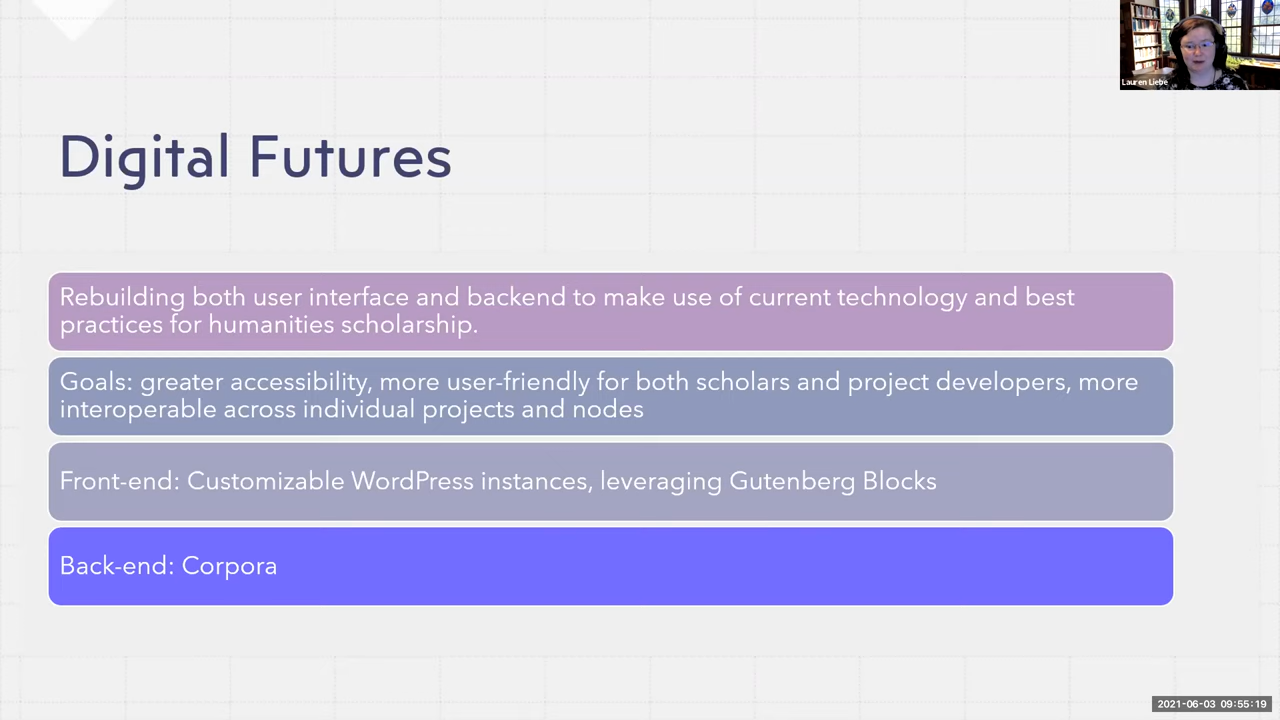 Lauren Liebe
Digital Futures
Rebuilding both user interface and backend to make use of current technology and best
practices for humanities scholarship.
Goals: greater accessibility, more user-friendly for both scholars and project developers, more
interoperable across individual projects and nodes
Front-end: Customizable WordPress instances, leveraging Gutenberg Blocks
Back-end: Corpora
2021-06-03 09:55:19